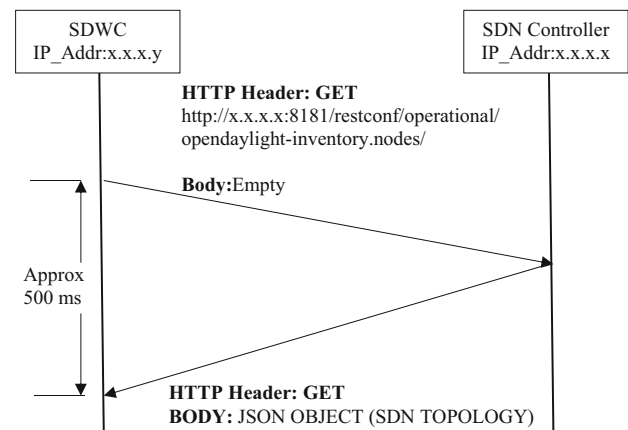 SDWC
IP_Addr:x.x.x.y
SDN Controller
IP_Addr:x.x.x.x
HTTP Header: GET
http://x.x.x.x:8181/restconf/operational/
opendaylight-inventory.nodes/
Body:Empty
Approx
500 ms
HTTP Header: GET
BODY: JSON OBJECT (SDN TOPOLOGY)